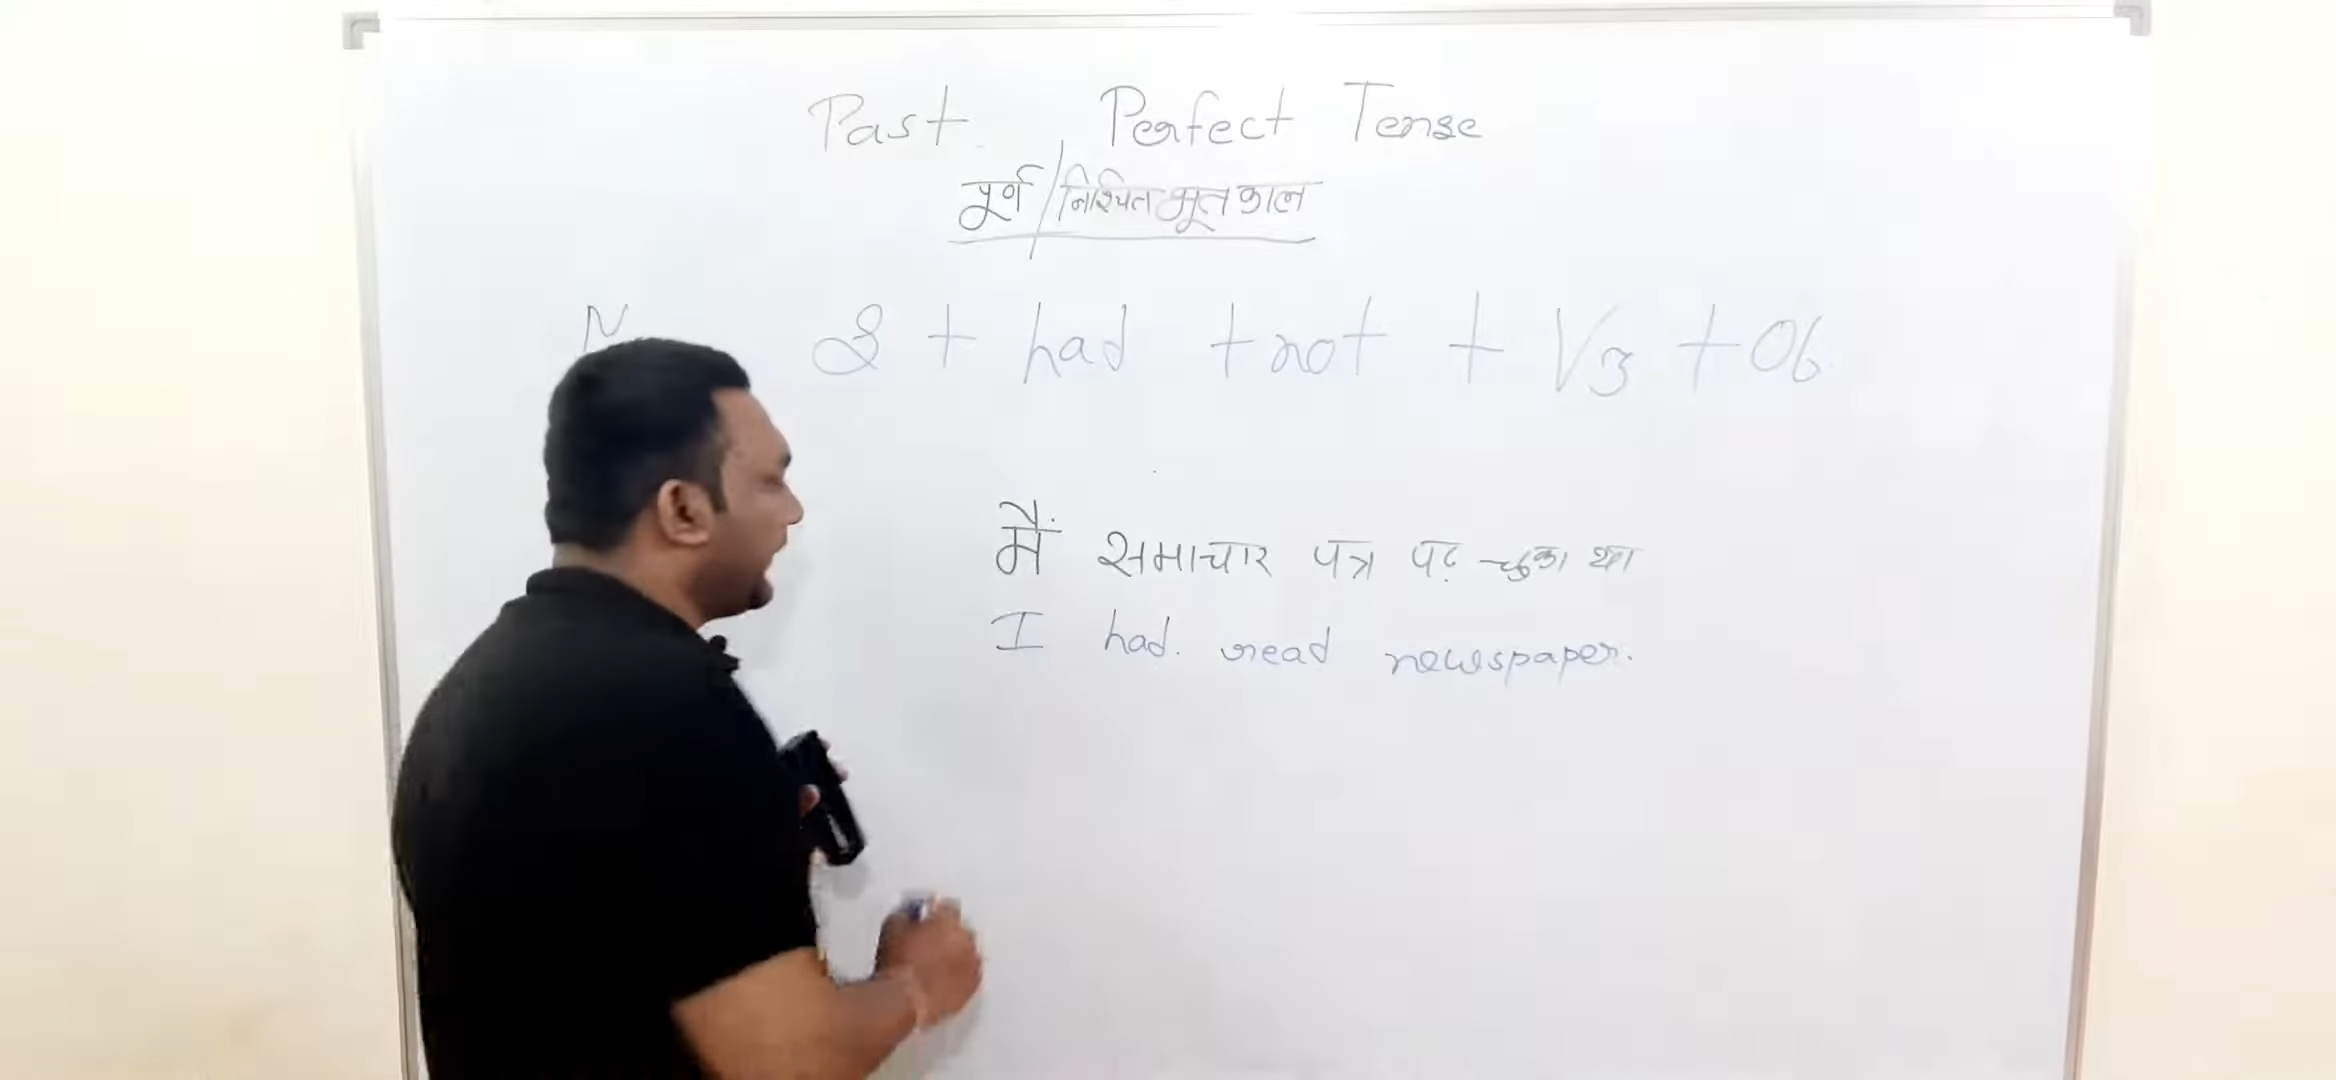 Past Perfect Tense
पूर्ण/निश्चित भूतकाल
N S + had + not + V3 + Ob.
मैं समाचार पत्र पढ़ चुका था
I had. read newspaper.